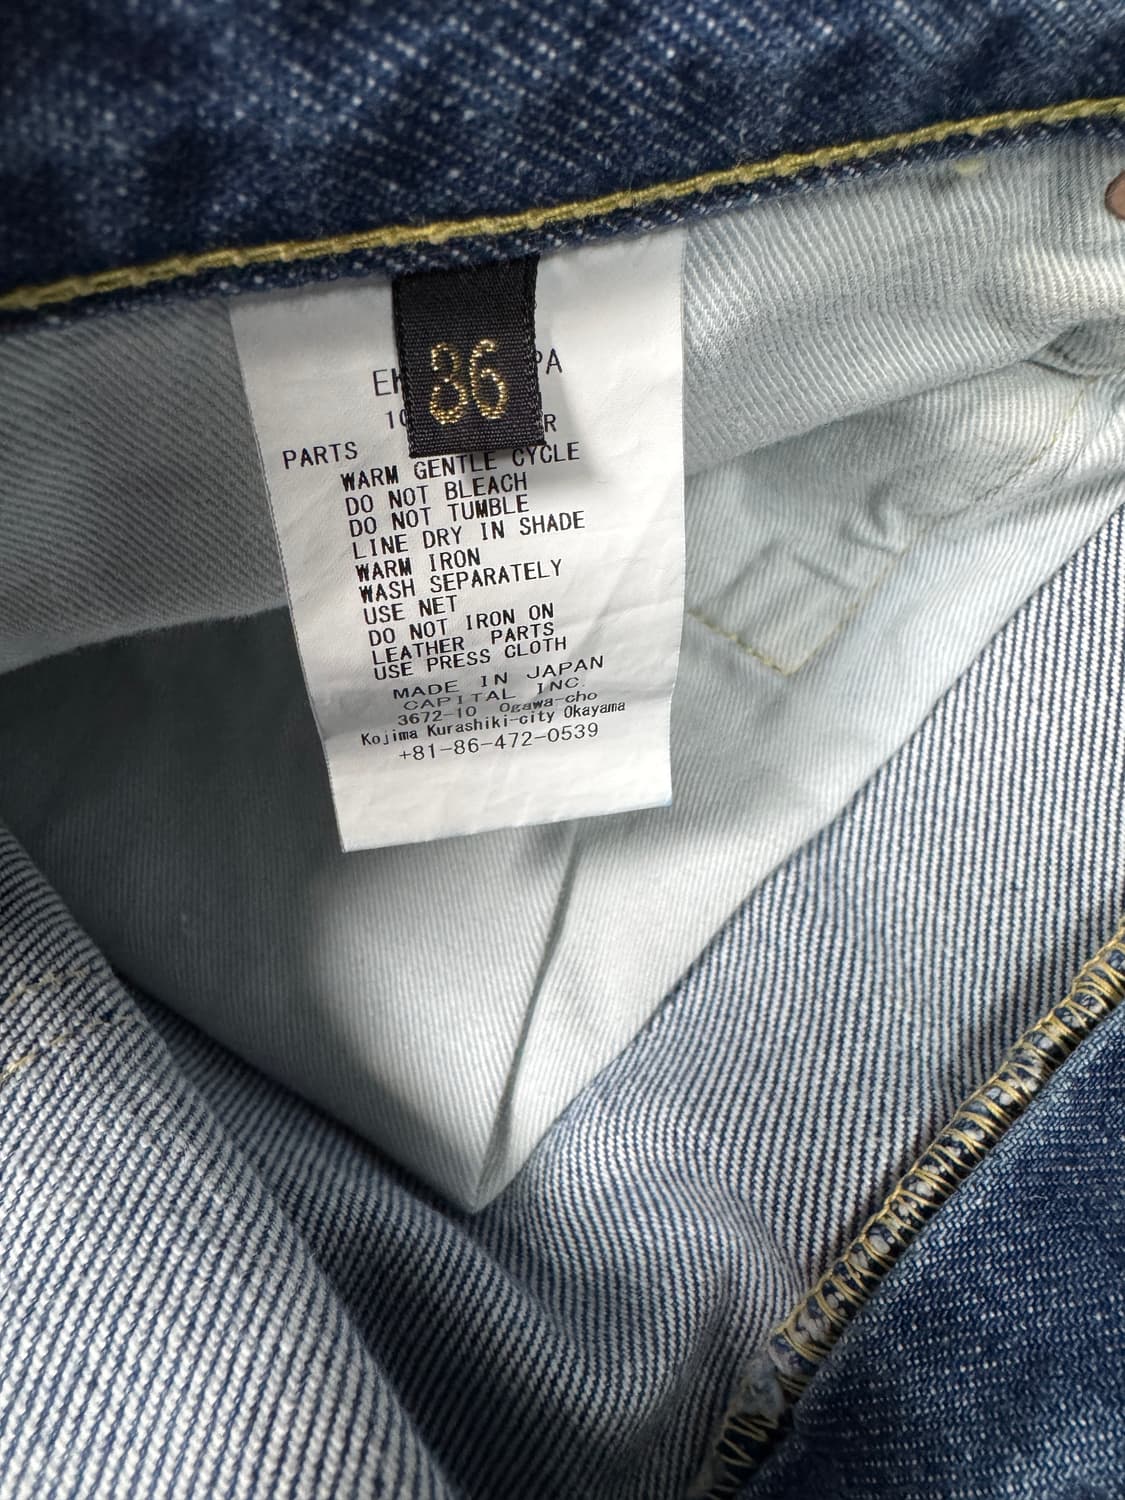 36
PARTS
WARM GENTLE CYCLE
DO NOT BLEACH
DO NOT TUMBLE
LINE DRY IN SHADE
WARM IRON
WASH SEPARATELY
USE NET
DO NOT IRON ON
LEATHER PARTS
USE PRESS CLOTH
MADE IN JAPAN
CAPITAL INC.
3672-10 Ogawa-cho
Kojima Kurashiki-city Okayama
+81-86-472-0539